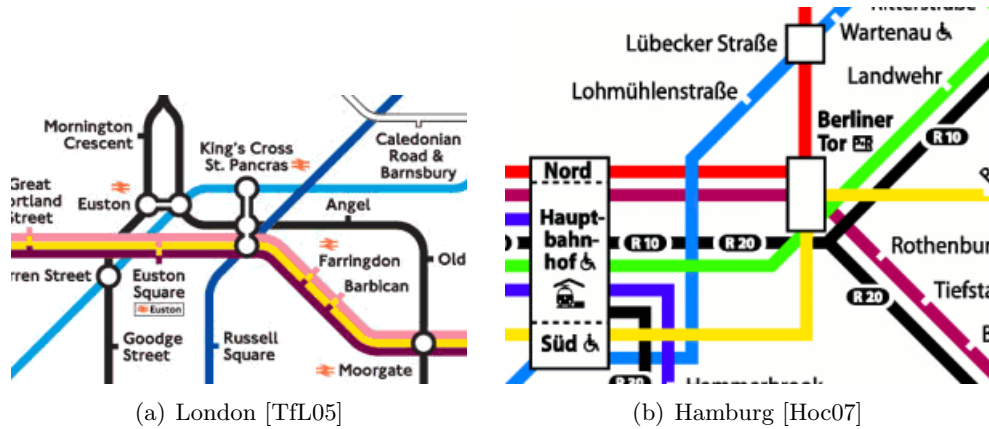 Mornington
Crescent
King's Cross
St. Pancras
Caledonian
Road &
Barnsbury
Great
Street
Euston
Angel
Farringdon
Street
Euston
Square
Euston
Barbican
Old
Goodge
Street
Russell
Square
Moorgate
(a) London [TfL05]
Lübecker Straße
Wartenau
Lohmühlenstraße
Landwehr
Berliner
Tor
R 10
Nord
Haupt-
bahn-
hof
R 10
R 20
R 20
Süd
(b) Hamburg [Hoc07]